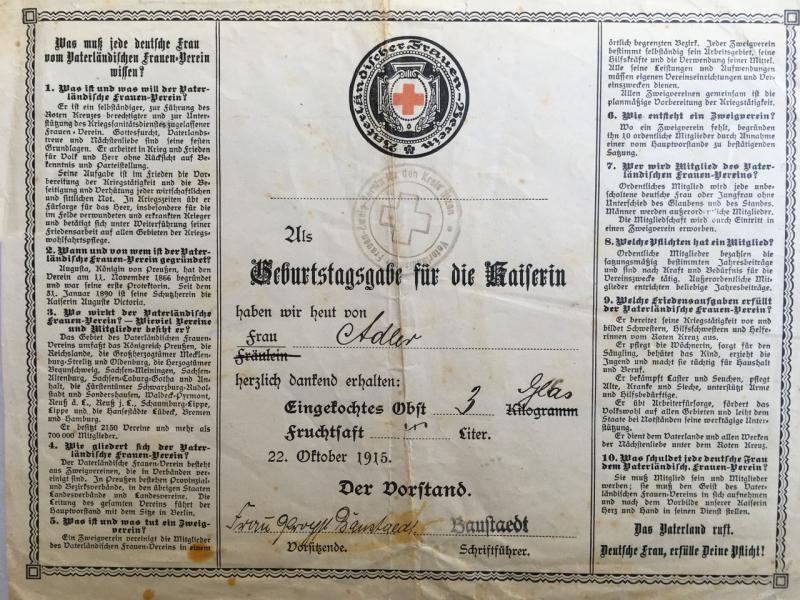 Was muß jede deutsche Frau
vom Vaterländischen Frauen-Verein
wissen?
1. Was ist und was will der Vater-
ländische Frauen-Verein?
Er ist ein selbständiger, zur Führung des
Roten Kreuzes berechtigter und zur Unter-
stützung des Kriegssanitätsdienstes zugelassener
Frauen-Verein. Gottesfurcht, Vaterlands-
treue und Nächstenliebe sind seine festen
Grundlagen. Er arbeitet in Krieg und Frieden
für Volk und Heer ohne Rücksicht auf Be-
kenntnis und Parteistellung.
Seine Aufgabe ist im Frieden die Vor-
bereitung der Kriegstätigkeit und die Be-
seitigung und Verhütung jeder wirtschaftlichen
und sittlichen Not. In Kriegszeiten übt er
Fürsorge für das Heer, insbesondere für die
im Felde verwundeten und erkrankten Krieger
und betätigt sich unter Weiterführung seiner
Friedensarbeit auf allen Gebieten der Kriegs-
wohlfahrtspflege.
2. Wann und von wem ist der Vater-
ländische Frauen-Verein gegründet?
Augusta, Königin von Preußen, hat den
Verein am 11. November 1866 begründet
und war seine erste Protektorin. Seit dem
31. Januar 1890 ist seine Schutzherrin die
Kaiserin Auguste Victoria.
3. Wo wirkt der Vaterländische
Frauen-Verein? — Wieviel Vereine
und Mitglieder besitzt er?
Das Gebiet des Vaterländischen Frauen-
Vereins umfaßt das Königreich Preußen, die
Reichslande, die Großherzogtümer Mecklen-
burg-Strelitz und Oldenburg, die Herzogtümer
Braunschweig, Sachsen-Meiningen, Sachsen-
Altenburg, Sachsen-Coburg-Gotha und An-
halt, die Fürstentümer Schwarzburg-Rudol-
stadt und Sondershausen, Waldeck-Pyrmont,
Reuß ä. L., Reuß j. L., Schaumburg-Lippe,
Lippe und die Hansestädte Lübeck, Bremen
und Hamburg.
Er besitzt 2150 Vereine und mehr als
700 000 Mitglieder.
4. Wie gliedert sich der Vater-
ländische Frauen-Verein?
Der Vaterländische Frauen-Verein besteht
aus Zweigvereinen, die in Verbänden ver-
einigt sind. In Preußen bestehen Provinzial-
und Bezirksverbände, in den übrigen Staaten
Landesverbände und Landesvereine. Die
Leitung des gesamten Vereins führt der
Hauptvorstand mit dem Sitz in Berlin.
5. Was ist und was tut ein Zweig-
verein?
Ein Zweigverein vereinigt die Mitglieder
des Vaterländischen Frauen-Vereins in einem
Vaterländischer Frauen-Verein
Als
Geburtstagsgabe für die Kaiserin
haben wir heut von
Frau Adler
Fräulein
herzlich dankend erhalten:
Glas
Eingekochtes Obst 3 Kilogramm
Fruchtsaft Liter.
22. Oktober 1915.
Der Vorstand.
Frau Baustaedt
Baustaedt
Vorsitzende. Schriftführer.
örtlich begrenzten Bezirk. Jeder Zweigverein
bestimmt selbständig sein Arbeitsgebiet, seine
Hilfskräfte und die Verwendung seiner Mittel.
Alle seine Leistungen und Aufwendungen
müssen eigenen Vereinseinrichtungen und Ver-
einszwecken dienen.
Allen Zweigvereinen gemeinsam ist die
planmäßige Vorbereitung der Kriegstätigkeit.
6. Wie entsteht ein Zweigverein?
Wo ein Zweigverein fehlt, begründen
ihn 10 ordentliche Mitglieder durch Annahme
einer vom Hauptvorstande zu bestätigenden
Satzung.
7. Wer wird Mitglied des Vater-
ländischen Frauen-Vereins?
Ordentliches Mitglied wird jede unbe-
scholtene deutsche Frau oder Jungfrau ohne
Unterschied des Glaubens und des Standes.
Männer werden außerordentliche Mitglieder.
Die Mitgliedschaft wird durch Eintritt in
einen Zweigverein erworben.
8. Welche Pflichten hat ein Mitglied?
Ordentliche Mitglieder bezahlen die
satzungsmäßig bestimmten Jahresbeiträge
und sind nach Kraft und Bedürfnis für die
Vereinszwecke tätig. Außerordentliche Mit-
glieder entrichten beliebige Jahresbeiträge.
9. Welche Friedensaufgaben erfüllt
der Vaterländische Frauen-Verein?
Er bereitet seine Kriegstätigkeit vor und
bildet Schwestern, Hilfsschwestern und Helfe-
rinnen vom Roten Kreuz aus.
Er pflegt die Wöchnerin, sorgt für den
Säugling, behütet das Kind, erzieht die
Jugend und macht sie tüchtig für Haushalt
und Beruf.
Er bekämpft Laster und Seuchen, pflegt
Alte, Kranke und Sieche, unterstützt Arme
und Hilfsbedürftige.
Er übt Arbeiterfürsorge, fördert das
Volkswohl auf allen Gebieten und leiht dem
Staate bei Notständen seine werktätige Unter-
stützung.
Er dient dem Vaterlande und allen Werken
der Nächstenliebe unter dem Roten Kreuz.
10. Was schuldet jede deutsche Frau
dem Vaterländisch. Frauen-Verein?
Sie muß Mitglied sein und Mitglieder
werben; sie muß den Geist des Vater-
ländischen Frauen-Vereins in sich aufnehmen
und nach dem Vorbilde unserer Kaiserin
Herz und Hand in seinen Dienst stellen.
Das Vaterland ruft.
Deutsche Frau, erfülle Deine Pflicht!